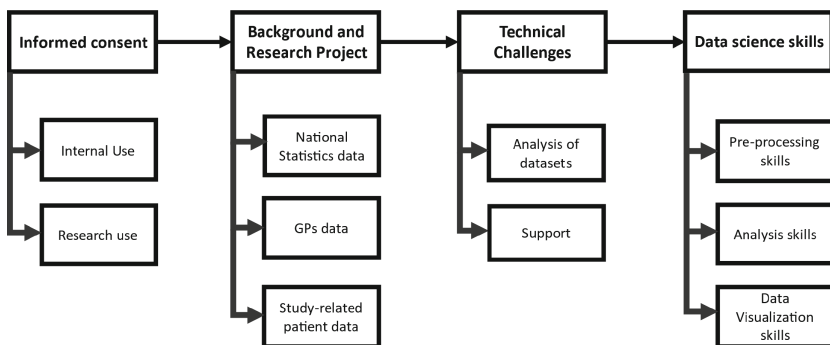 Informed consent
Background and
Research Project
Technical
Challenges
Data science skills
Internal Use
Research use
National
Statistics data
GPs data
Study-related
patient data
Analysis of
datasets
Support
Pre-processing
skills
Analysis skills
Data
Visualization
skills